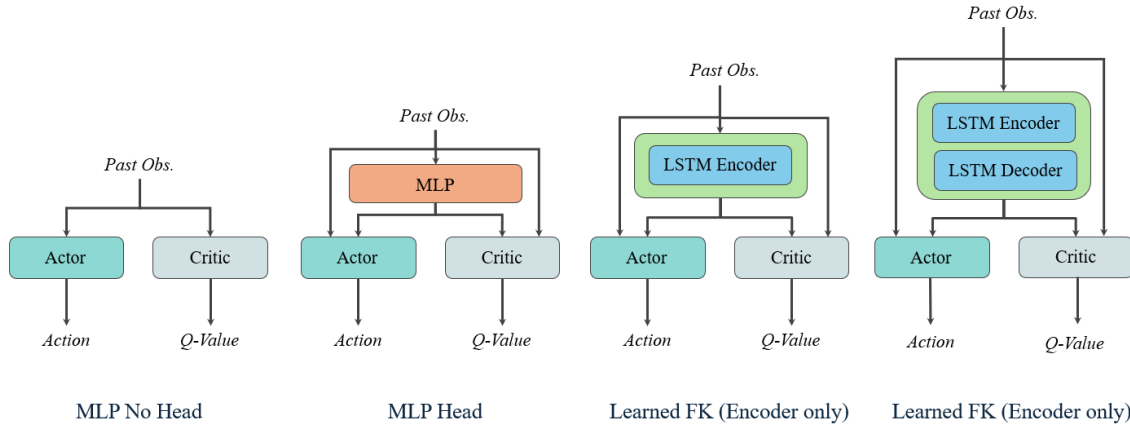 Past Obs.
Actor
Critic
Action
Q-Value
MLP No Head
Past Obs.
MLP
Actor
Critic
Action
Q-Value
MLP Head
Past Obs.
LSTM Encoder
Actor
Critic
Action
Q-Value
Learned FK (Encoder only)
Past Obs.
LSTM Encoder
LSTM Decoder
Actor
Critic
Action
Q-Value
Learned FK (Encoder only)